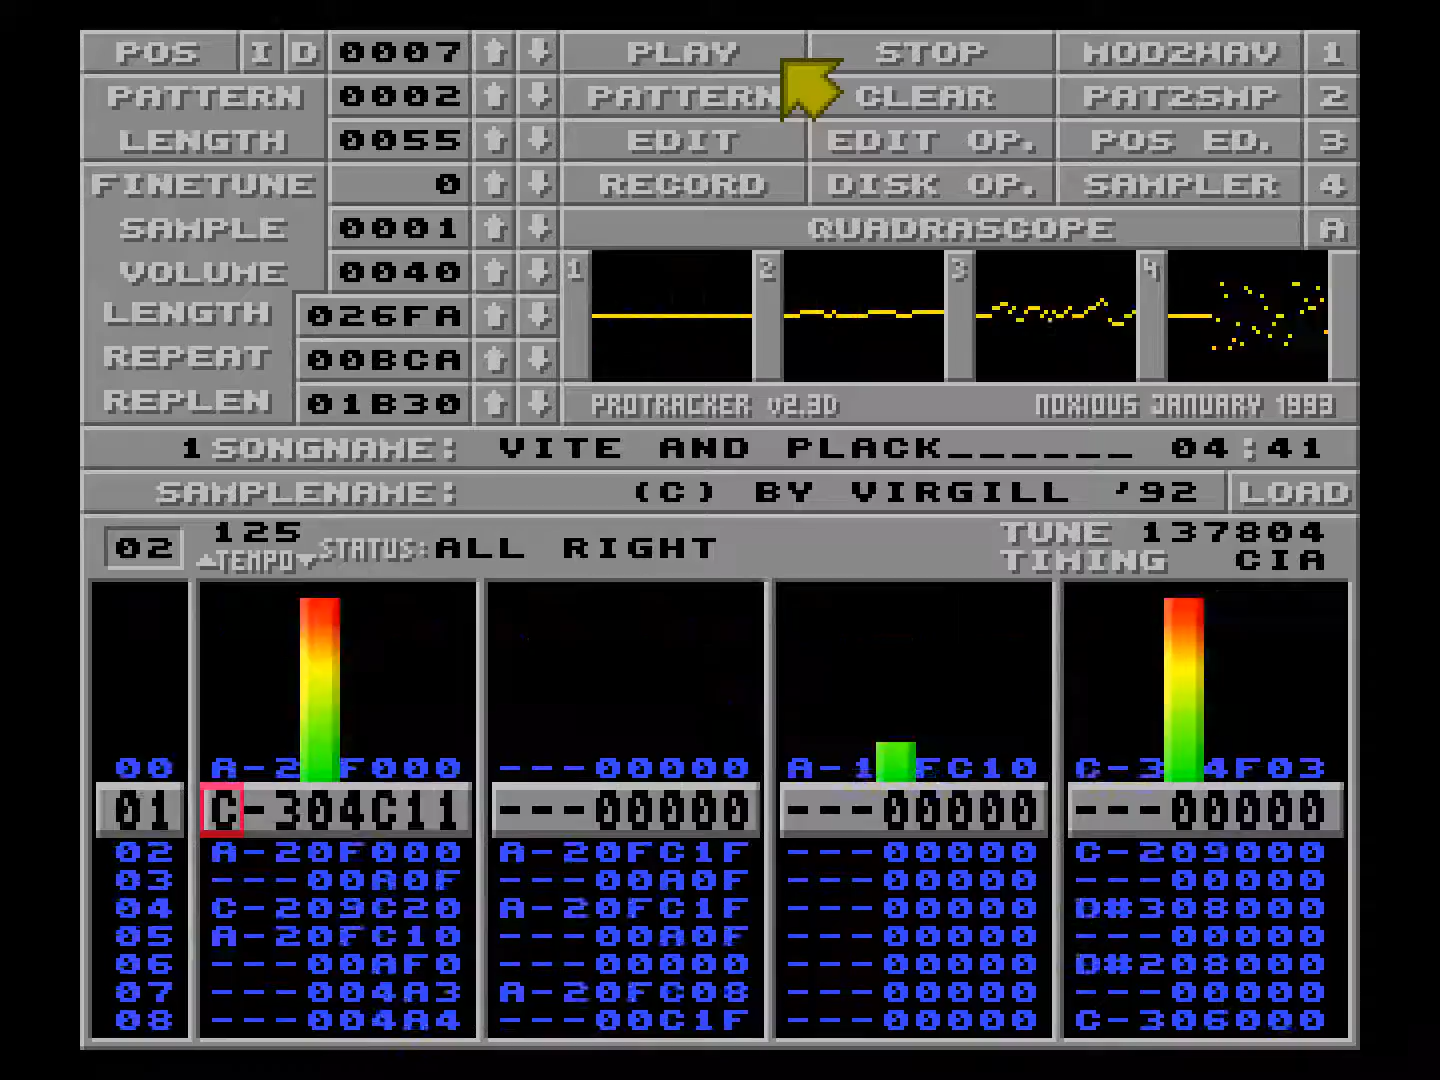 POS I D 0007 PLAY STOP MOD2WAV 1
PATTERN 0002 PATTERN CLEAR PAT2SMP 2
LENGTH 0055 EDIT EDIT OP. POS ED. 3
FINETUNE 0 RECORD DISK OP. SAMPLER 4
SAMPLE 0001 QUADRASCOPE A
VOLUME 0040 1 2 3 4
LENGTH 026FA
REPEAT 00BCA
REPLEN 01B30 PROTRACKER v2.3D NOXIOUS JANUARY 1993
1 SONGNAME: VITE AND PLACK______ 04:41
SAMPLENAME: (C) BY VIRGILL '92 LOAD
02 125 TEMPO STATUS: ALL RIGHT TUNE 137804
TIMING CIA
00 A-2 F000 ---00000 A-1 FC10 C-3 4F03
01 C-304C11 ---00000 ---00000 ---00000
02 A-20F000 A-20FC1F ---00000 C-209000
03 ---00A0F ---00A0F ---00000 ---00000
04 C-209C20 A-20FC1F ---00000 D#308000
05 A-20FC10 ---00A0F ---00000 ---00000
06 ---00AF0 ---00000 ---00000 D#208000
07 ---004A3 A-20FC08 ---00000 ---00000
08 ---004A4 ---00C1F ---00000 C-306000